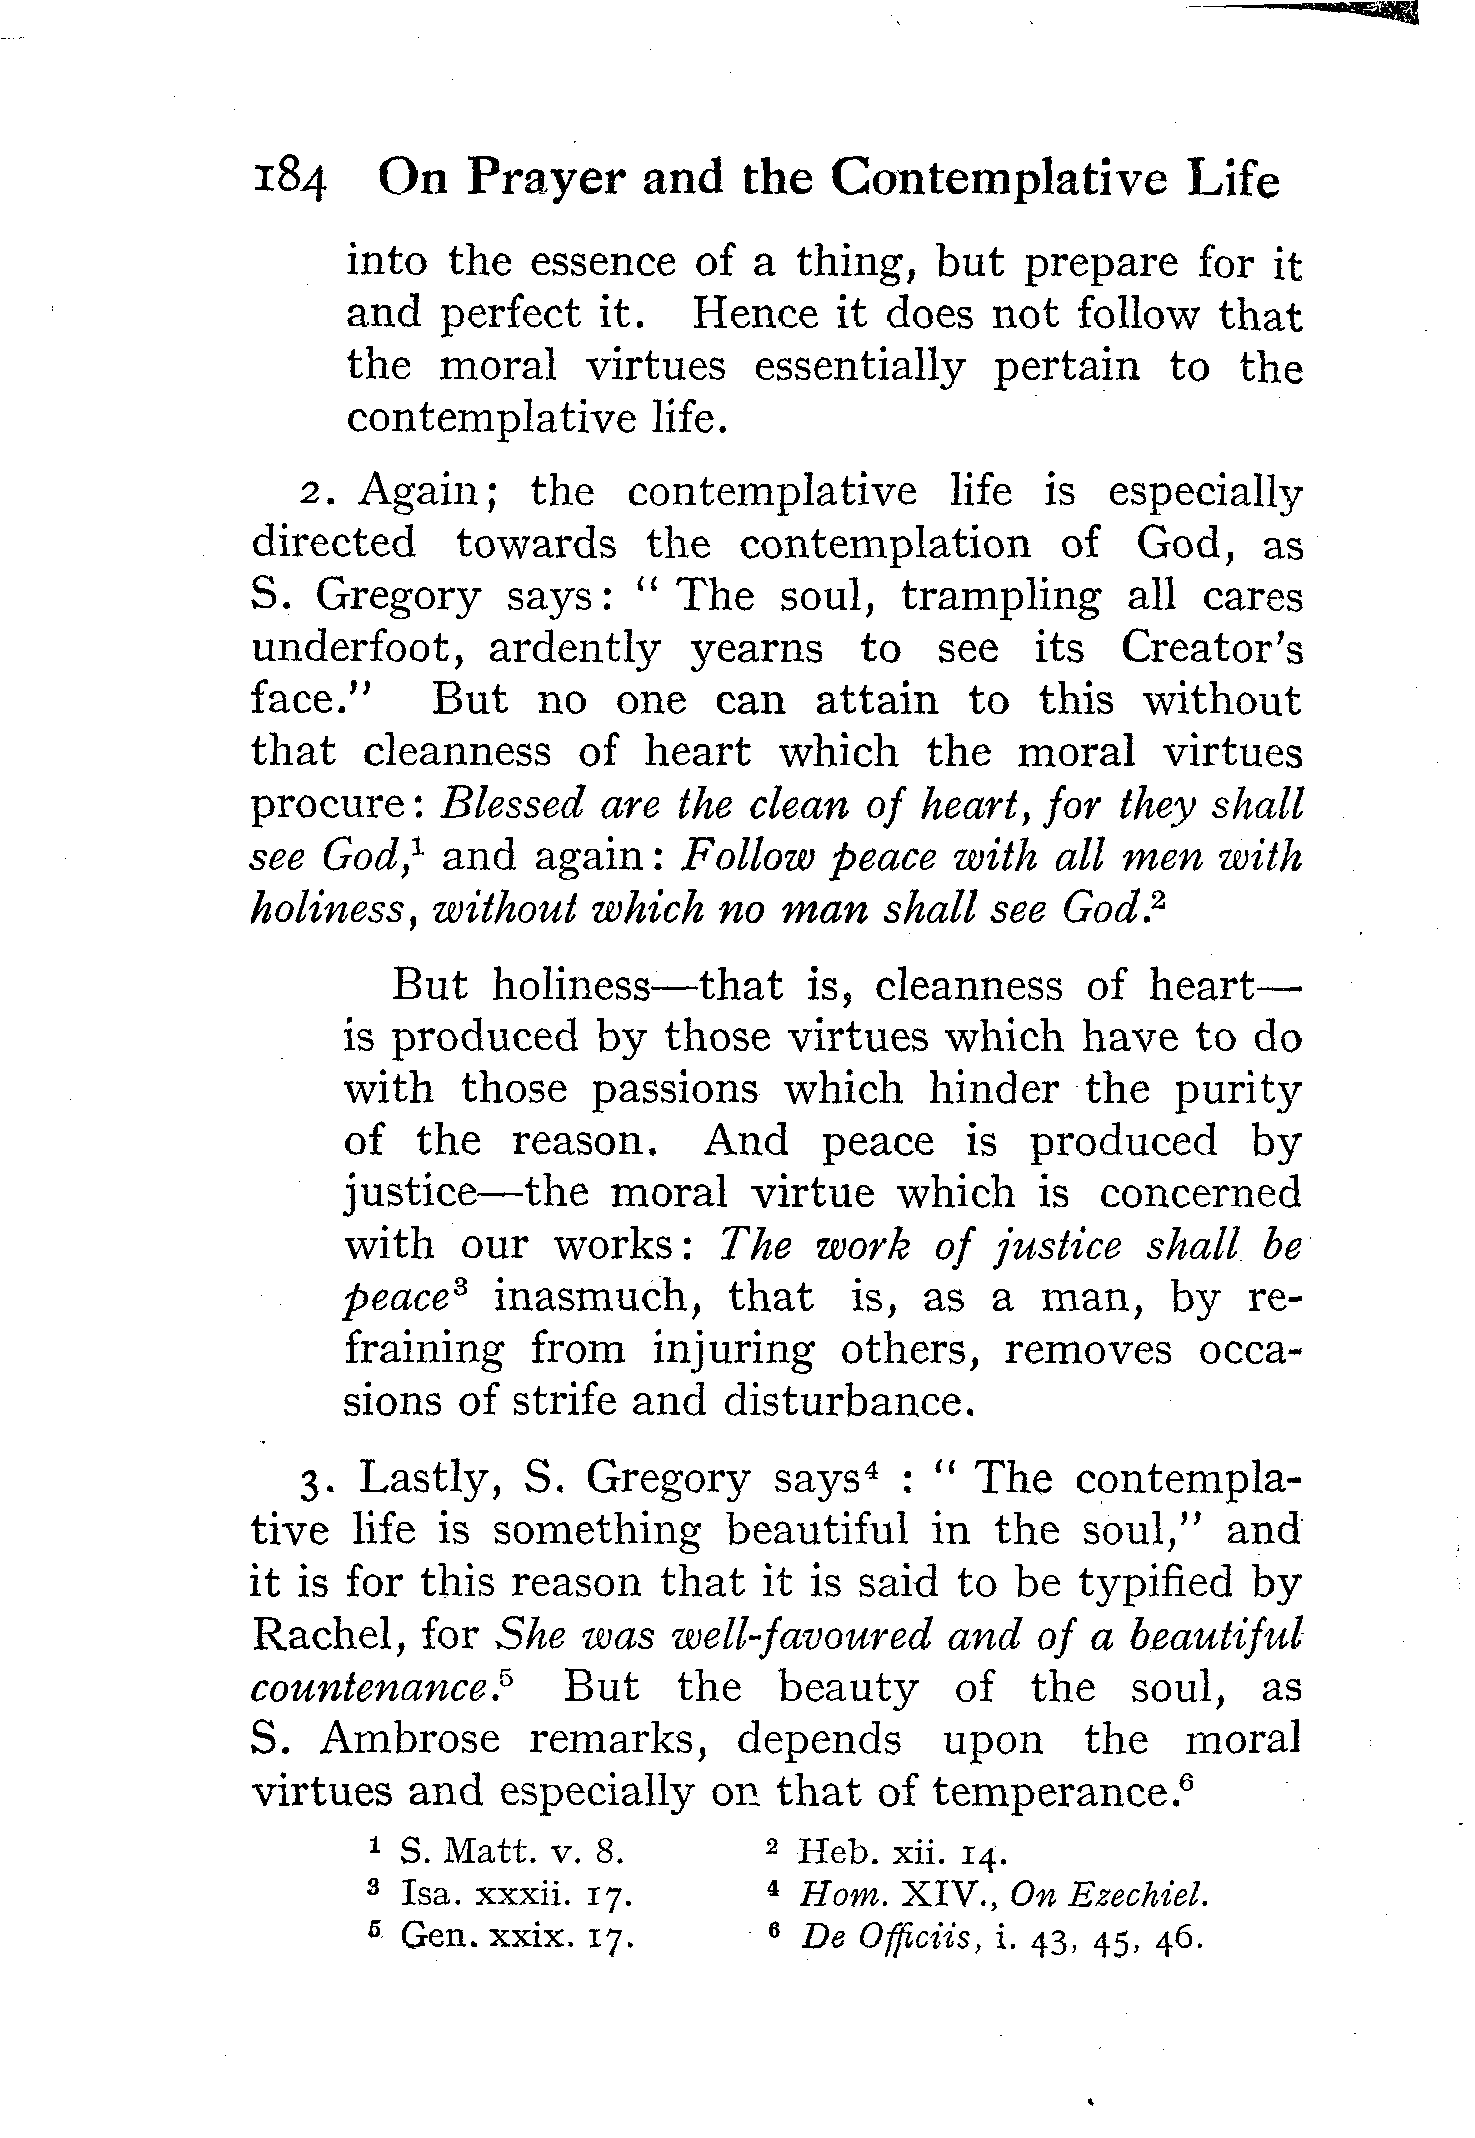 184 On Prayer and the Contemplative Life
into the essence of a thing, but prepare for it
and perfect it. Hence it does not follow that
the moral virtues essentially pertain to the
contemplative life.
2. Again; the contemplative life is especially
directed towards the contemplation of God, as
S. Gregory says: " The soul, trampling all cares
underfoot, ardently yearns to see its Creator's
face." But no one can attain to this without
that cleanness of heart which the moral virtues
procure: Blessed are the clean of heart, for they shall
see God,¹ and again: Follow peace with all men with
holiness, without which no man shall see God.²
But holiness—that is, cleanness of heart—
is produced by those virtues which have to do
with those passions which hinder the purity
of the reason. And peace is produced by
justice—the moral virtue which is concerned
with our works: The work of justice shall be
peace³ inasmuch, that is, as a man, by re-
fraining from injuring others, removes occa-
sions of strife and disturbance.
3. Lastly, S. Gregory says⁴ : " The contempla-
tive life is something beautiful in the soul," and
it is for this reason that it is said to be typified by
Rachel, for She was well-favoured and of a beautiful
countenance.⁵ But the beauty of the soul, as
S. Ambrose remarks, depends upon the moral
virtues and especially on that of temperance.⁶
¹ S. Matt. v. 8. ² Heb. xii. 14.
³ Isa. xxxii. 17. ⁴ Hom. XIV., On Ezechiel.
⁵ Gen. xxix. 17. ⁶ De Officiis, i. 43, 45, 46.